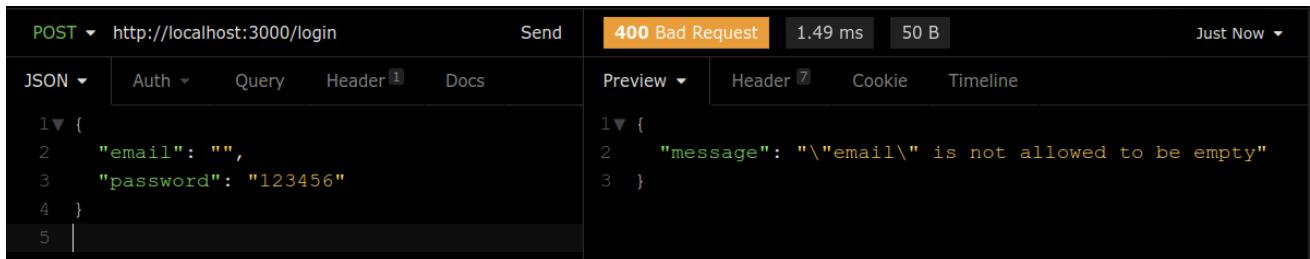 POST http://localhost:3000/login Send
400 Bad Request 1.49 ms 50 B Just Now
JSON Auth Query Header 1 Docs
Preview Header 7 Cookie Timeline
1 {
2 "email": "",
3 "password": "123456"
4 }
5
1 {
2 "message": "\"email\" is not allowed to be empty"
3 }